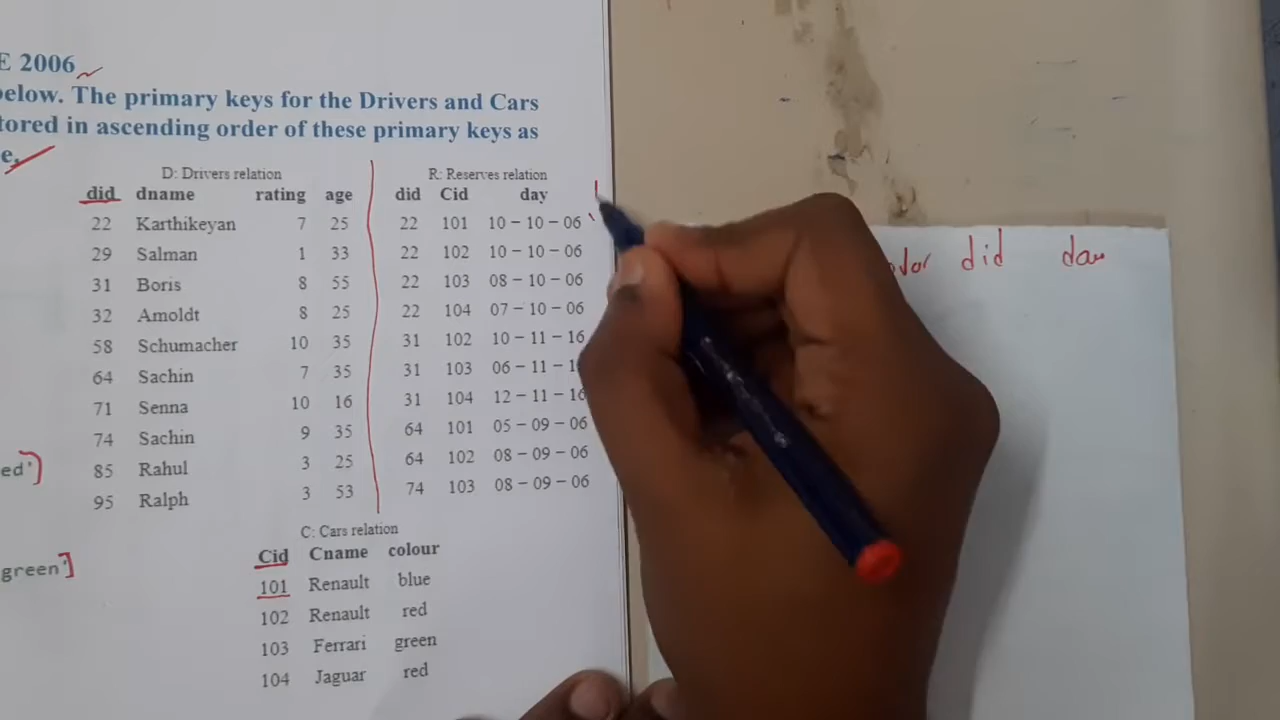 E 2006
below. The primary keys for the Drivers and Cars
tored in ascending order of these primary keys as
e.
D: Drivers relation
did dname rating age
22 Karthikeyan 7 25
29 Salman 1 33
31 Boris 8 55
32 Amoldt 8 25
58 Schumacher 10 35
64 Sachin 7 35
71 Senna 10 16
74 Sachin 9 35
85 Rahul 3 25
95 Ralph 3 53
R: Reserves relation
did Cid day
22 101 10 – 10 – 06
22 102 10 – 10 – 06
22 103 08 – 10 – 06
22 104 07 – 10 – 06
31 102 10 – 11 – 16
31 103 06 – 11 – 1
31 104 12 – 11 – 16
64 101 05 – 09 – 06
64 102 08 – 09 – 06
74 103 08 – 09 – 06
ed')
green']
C: Cars relation
Cid Cname colour
101 Renault blue
102 Renault red
103 Ferrari green
104 Jaguar red
did